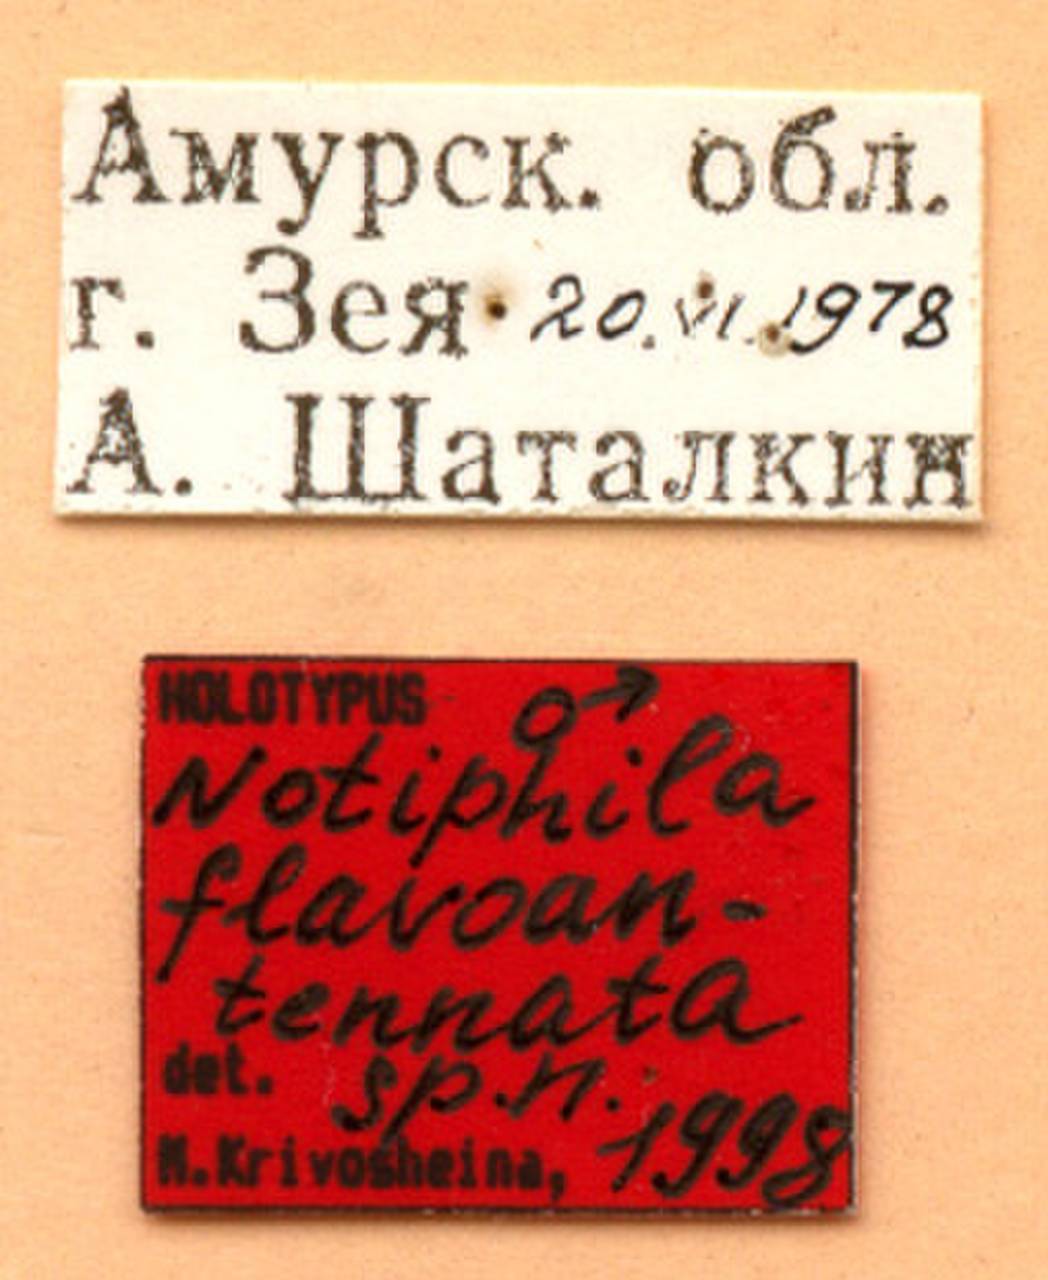 Амурск. обл.
г. Зея 20.VI.1978
А. Шаталкин
HOLOTYPUS ♂
Notiphila
flavoan-
tennata
det. sp.n.
M.Krivosheina, 1998